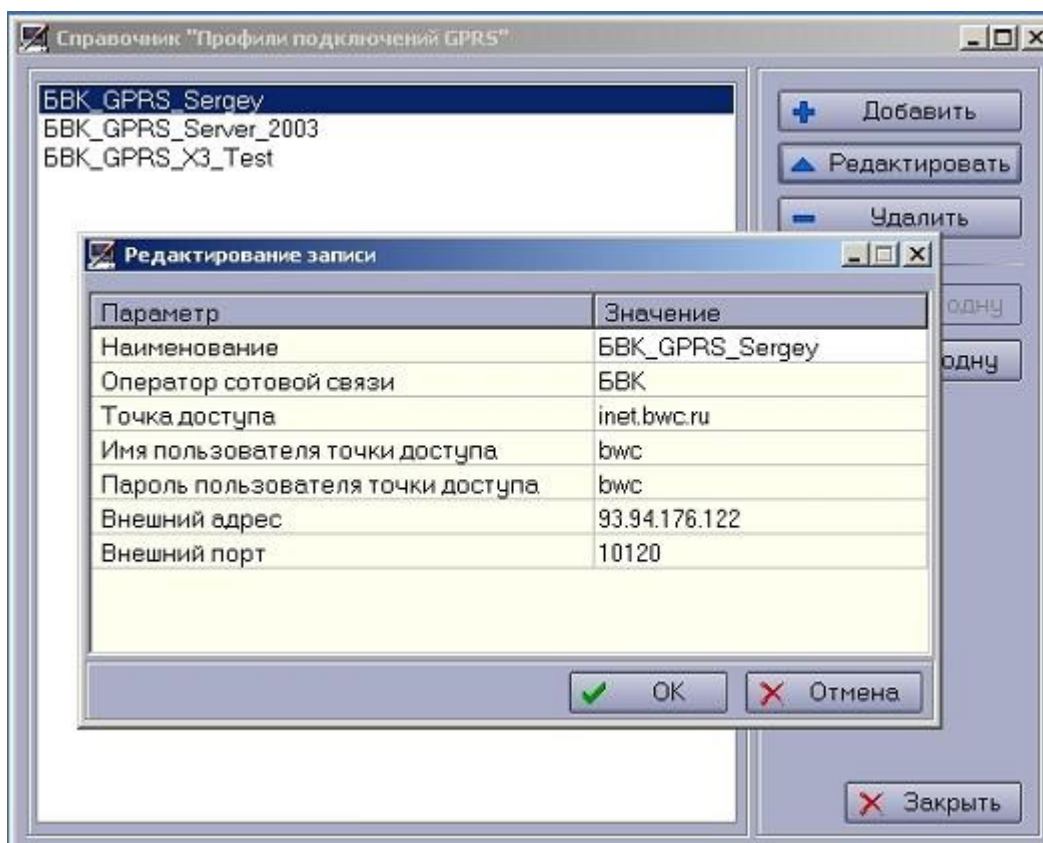 Справочник "Профили подключений GPRS"
БВК_GPRS_Sergey
БВК_GPRS_Server_2003
БВК_GPRS_X3_Test
Добавить
Редактировать
Удалить
одну
одну
Редактирование записи
Параметр Значение
Наименование БВК_GPRS_Sergey
Оператор сотовой связи БВК
Точка доступа inet.bwc.ru
Имя пользователя точки доступа bwc
Пароль пользователя точки доступа bwc
Внешний адрес 93.94.176.122
Внешний порт 10120
OK Отмена
Закрыть